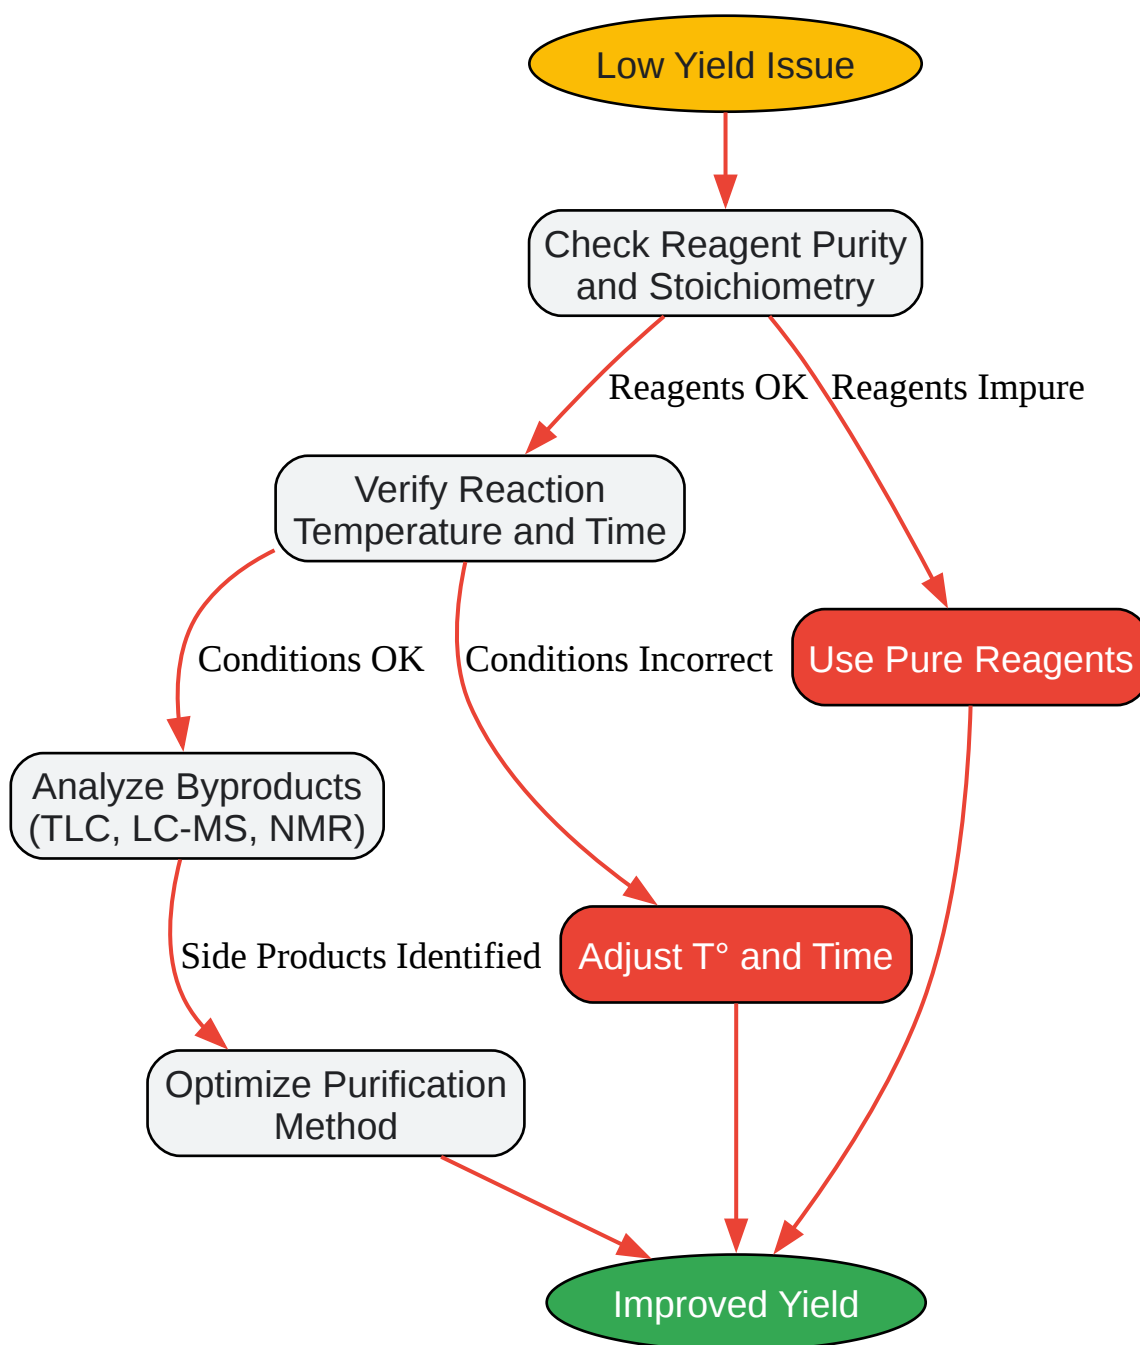 Low Yield Issue
Check Reagent Purity
and Stoichiometry
Reagents OK
Reagents Impure
Verify Reaction
Temperature and Time
Conditions OK
Conditions Incorrect
Use Pure Reagents
Analyze Byproducts
(TLC, LC-MS, NMR)
Side Products Identified
Adjust T° and Time
Optimize Purification
Method
Improved Yield